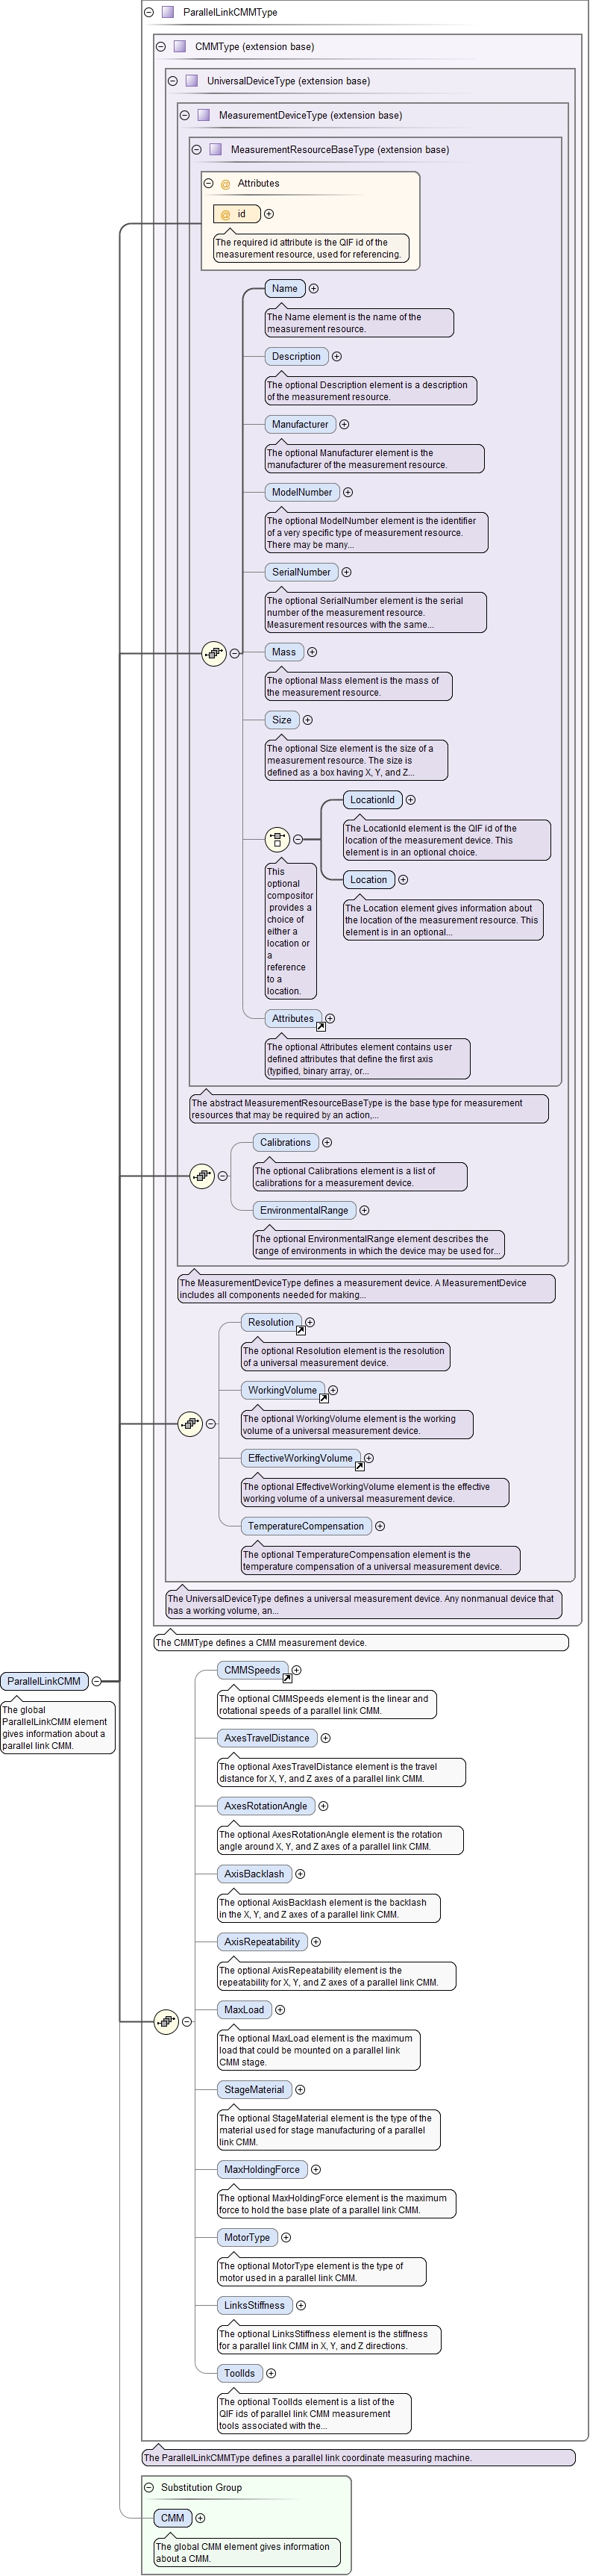 ParallelLinkCMMType
CMMType (extension base)
UniversalDeviceType (extension base)
MeasurementDeviceType (extension base)
MeasurementResourceBaseType (extension base)
@ Attributes
@ id
The required id attribute is the QIF id of the
measurement resource, used for referencing.
Name
The Name element is the name of the
measurement resource.
Description
The optional Description element is a description
of the measurement resource.
Manufacturer
The optional Manufacturer element is the
manufacturer of the measurement resource.
ModelNumber
The optional ModelNumber element is the identifier
of a very specific type of measurement resource.
There may be many...
SerialNumber
The optional SerialNumber element is the serial
number of the measurement resource.
Measurement resources with the same...
Mass
The optional Mass element is the mass of
the measurement resource.
Size
The optional Size element is the size of a
measurement resource. The size is
defined as a box having X, Y, and Z...
LocationId
The LocationId element is the QIF id of the
location of the measurement device. This
element is in an optional choice.
Location
The Location element gives information about
the location of the measurement resource. This
element is in an optional...
This
optional
compositor
provides a
choice of
either a
location or
a
reference
to a
location.
Attributes
The optional Attributes element contains user
defined attributes that define the first axis
(typified, binary array, or...
The abstract MeasurementResourceBaseType is the base type for measurement
resources that may be required by an action,...
Calibrations
The optional Calibrations element is a list of
calibrations for a measurement device.
EnvironmentalRange
The optional EnvironmentalRange element describes the
range of environments in which the device may be used for...
The MeasurementDeviceType defines a measurement device. A MeasurementDevice
includes all components needed for making...
Resolution
The optional Resolution element is the resolution
of a universal measurement device.
WorkingVolume
The optional WorkingVolume element is the working
volume of a universal measurement device.
EffectiveWorkingVolume
The optional EffectiveWorkingVolume element is the effective
working volume of a universal measurement device.
TemperatureCompensation
The optional TemperatureCompensation element is the
temperature compensation of a universal measurement device.
The UniversalDeviceType defines a universal measurement device. Any nonmanual device that
has a working volume, an...
The CMMType defines a CMM measurement device.
ParallelLinkCMM
The global
ParallelLinkCMM element
gives information about a
parallel link CMM.
CMMSpeeds
The optional CMMSpeeds element is the linear and
rotational speeds of a parallel link CMM.
AxesTravelDistance
The optional AxesTravelDistance element is the travel
distance for X, Y, and Z axes of a parallel link CMM.
AxesRotationAngle
The optional AxesRotationAngle element is the rotation
angle around X, Y, and Z axes of a parallel link CMM.
AxisBacklash
The optional AxisBacklash element is the backlash
in the X, Y, and Z axes of a parallel link CMM.
AxisRepeatability
The optional AxisRepeatability element is the
repeatability for X, Y, and Z axes of a parallel link CMM.
MaxLoad
The optional MaxLoad element is the maximum
load that could be mounted on a parallel link
CMM stage.
StageMaterial
The optional StageMaterial element is the type of the
material used for stage manufacturing of a parallel
link CMM.
MaxHoldingForce
The optional MaxHoldingForce element is the maximum
force to hold the base plate of a parallel link CMM.
MotorType
The optional MotorType element is the type of
motor used in a parallel link CMM.
LinksStiffness
The optional LinksStiffness element is the stiffness
for a parallel link CMM in X, Y, and Z directions.
ToolIds
The optional ToolIds element is a list of the
QIF ids of parallel link CMM measurement
tools associated with the...
The ParallelLinkCMMType defines a parallel link coordinate measuring machine.
Substitution Group
CMM
The global CMM element gives information
about a CMM.